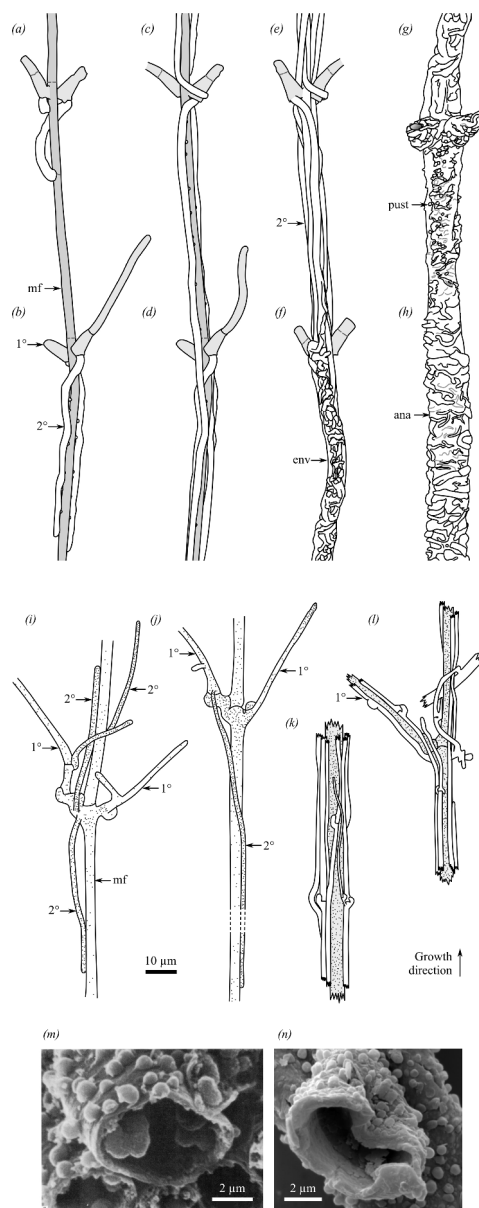 (a) (c) (e) (g)
pust
2°
mf
(b) (d) (f) (h)
1°
ana
2°
env
(i) (j) (l)
1°
2° 2° 1° 1°
1° (k)
1°
2°
mf
2°
10 µm
Growth
direction
(m) (n)
2 µm 2 µm